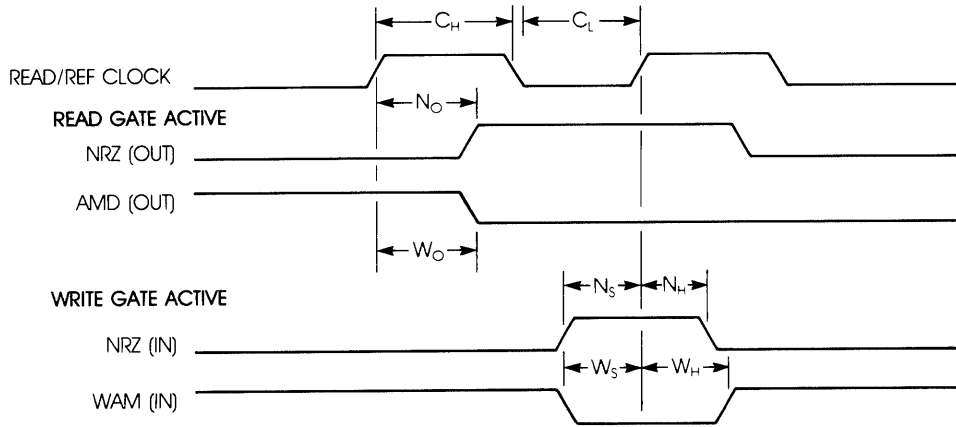 C_H
C_L
READ/REF CLOCK
N_O
READ GATE ACTIVE
NRZ (OUT)
AMD (OUT)
W_O
N_S
N_H
WRITE GATE ACTIVE
NRZ (IN)
W_S
W_H
WAM (IN)